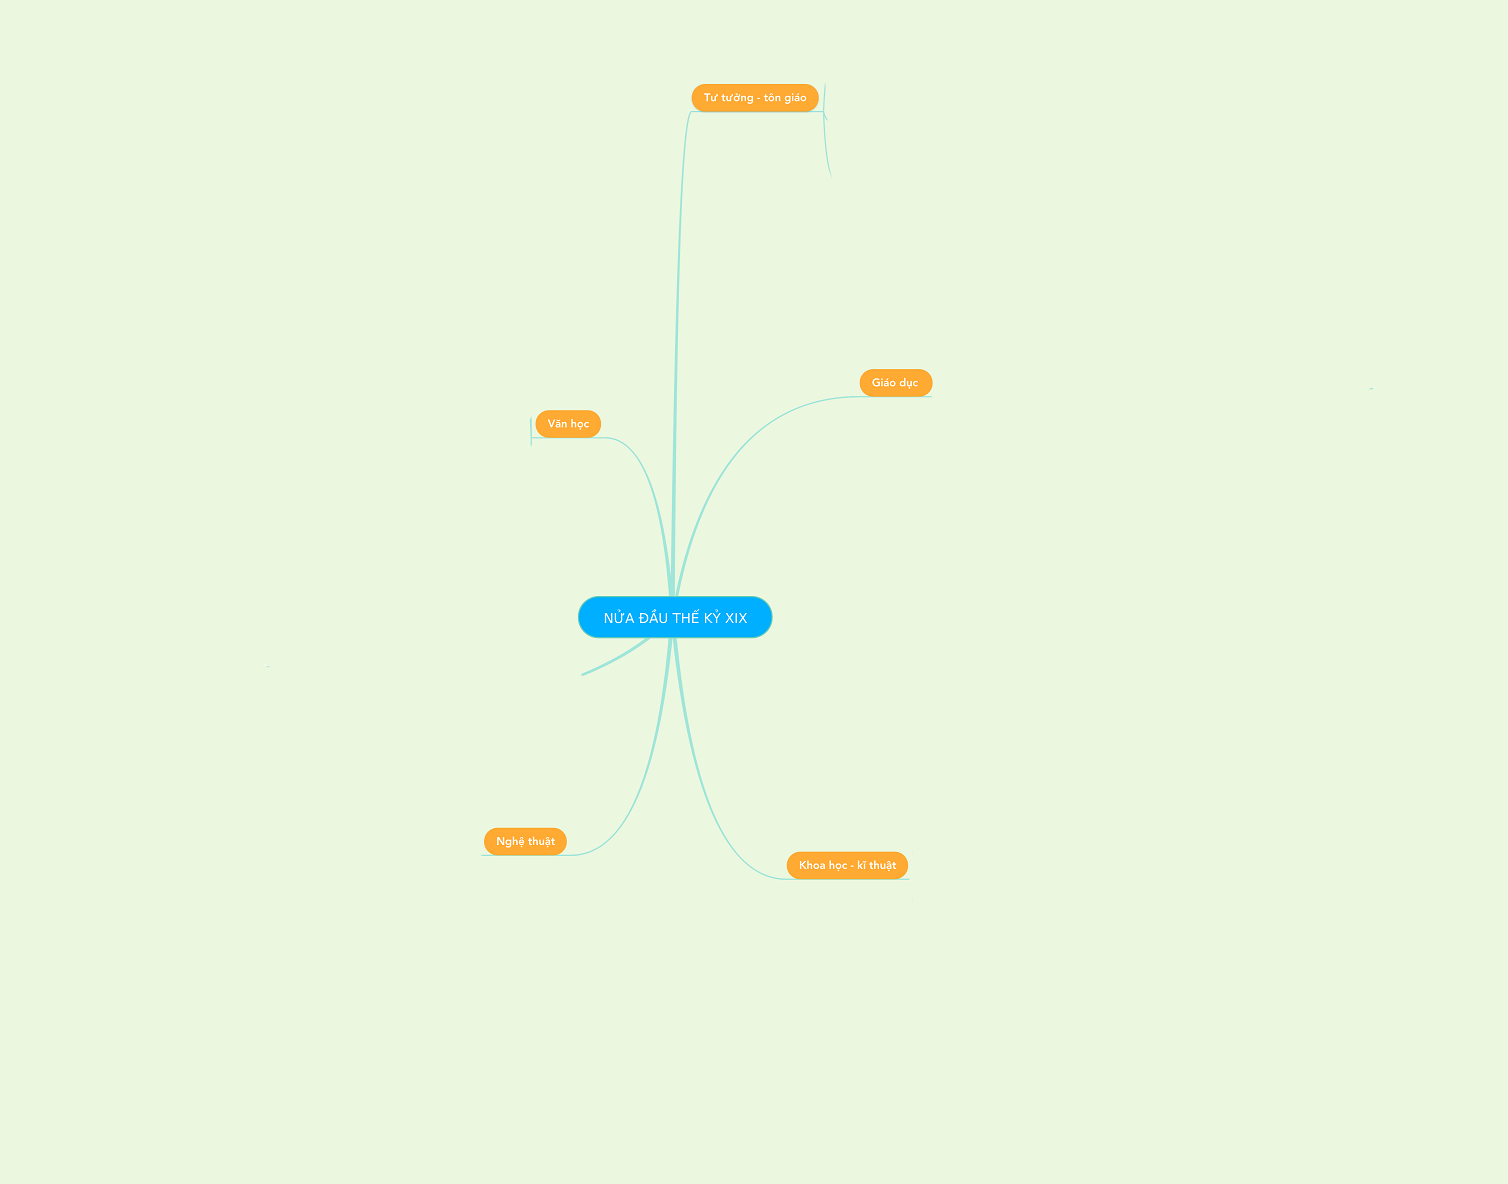 Tư tưởng - tôn giáo
Giáo dục
Văn học
NỬA ĐẦU THẾ KỶ XIX
Nghệ thuật
Khoa học - kĩ thuật